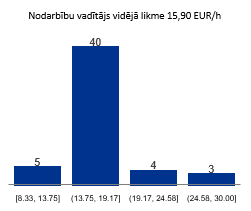 Nodarbību vadītājs vidējā likme 15,90 EUR/h
40
5
4
3
[8.33, 13.75] (13.75, 19.17] (19.17, 24.58] (24.58, 30.00]